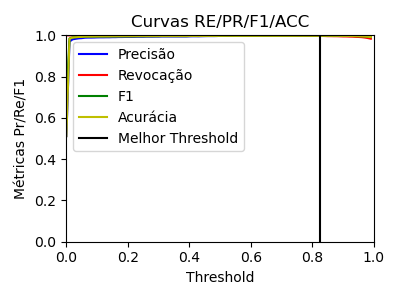 Curvas RE/PR/F1/ACC
Métricas Pr/Re/F1
1.0
0.8
0.6
0.4
0.2
0.0
Precisão
Revocação
F1
Acurácia
Melhor Threshold
0.0 0.2 0.4 0.6 0.8 1.0
Threshold